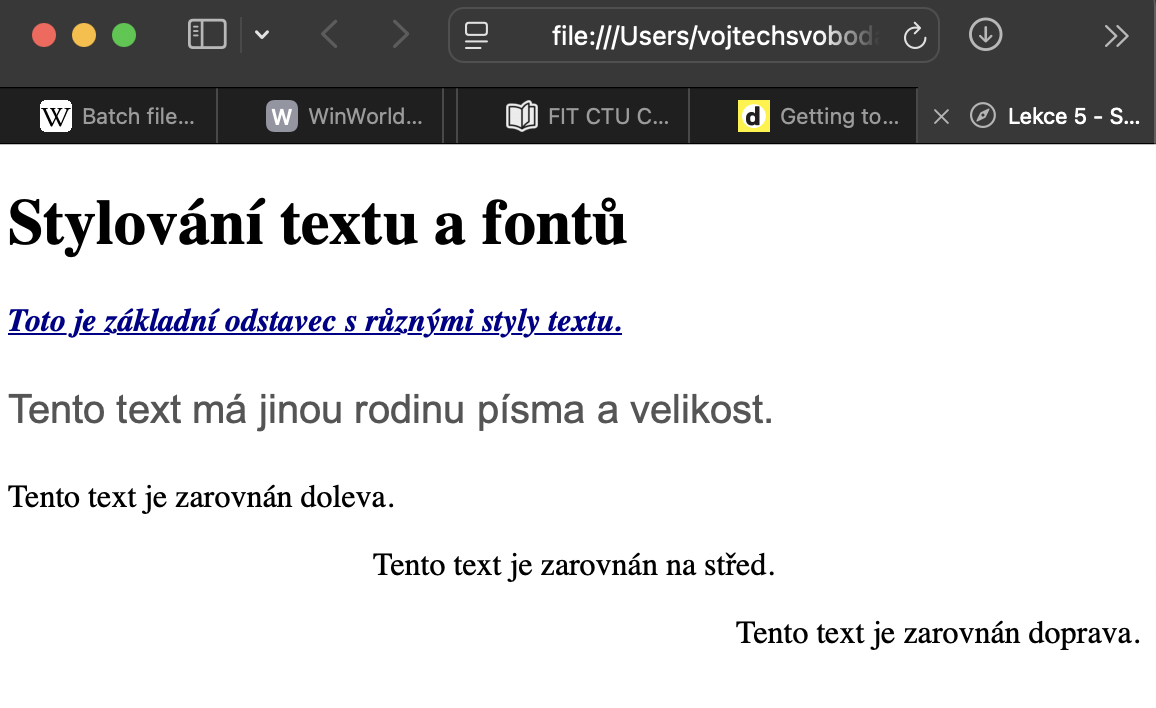 file:///Users/vojtechsvoboda
W Batch file...
W WinWorld...
FIT CTU C...
d Getting to...
Lekce 5 - S...
Stylování textu a fontů
Toto je základní odstavec s různými styly textu.
Tento text má jinou rodinu písma a velikost.
Tento text je zarovnán doleva.
Tento text je zarovnán na střed.
Tento text je zarovnán doprava.